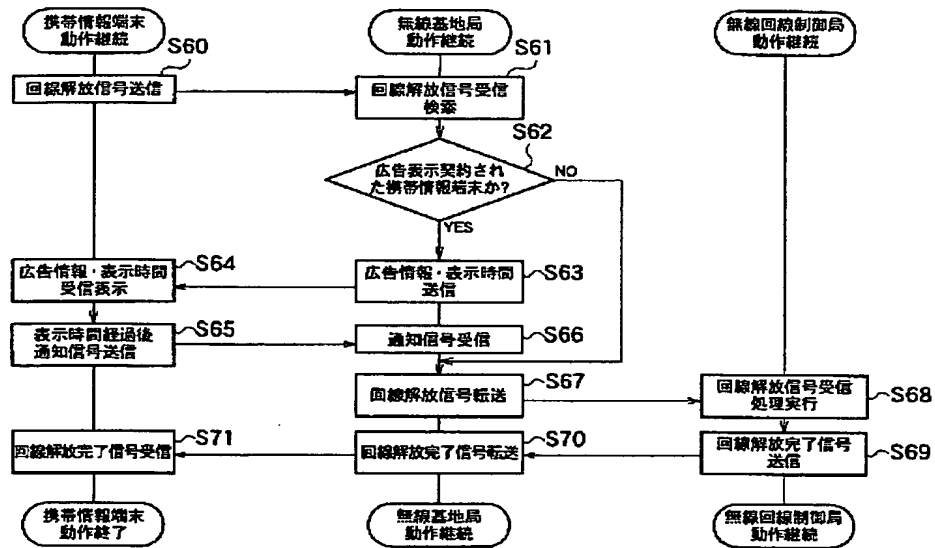 携帯情報端末
動作継続
無線基地局
動作継続
無線回線制御局
動作継続
S60
回線解放信号送信
S61
回線解放信号受信
検索
S62
広告表示契約され
た携帯情報端末か?
NO
YES
S64
広告情報・表示時間
受信表示
S63
広告情報・表示時間
送信
S65
表示時間経過後
通知信号送信
S66
通知信号受信
S67
回線解放信号転送
S68
回線解放信号受信
処理実行
S71
回線解放完了信号受信
S70
回線解放完了信号転送
S69
回線解放完了信号
送信
携帯情報端末
動作終了
無線基地局
動作継続
無線回線制御局
動作継続